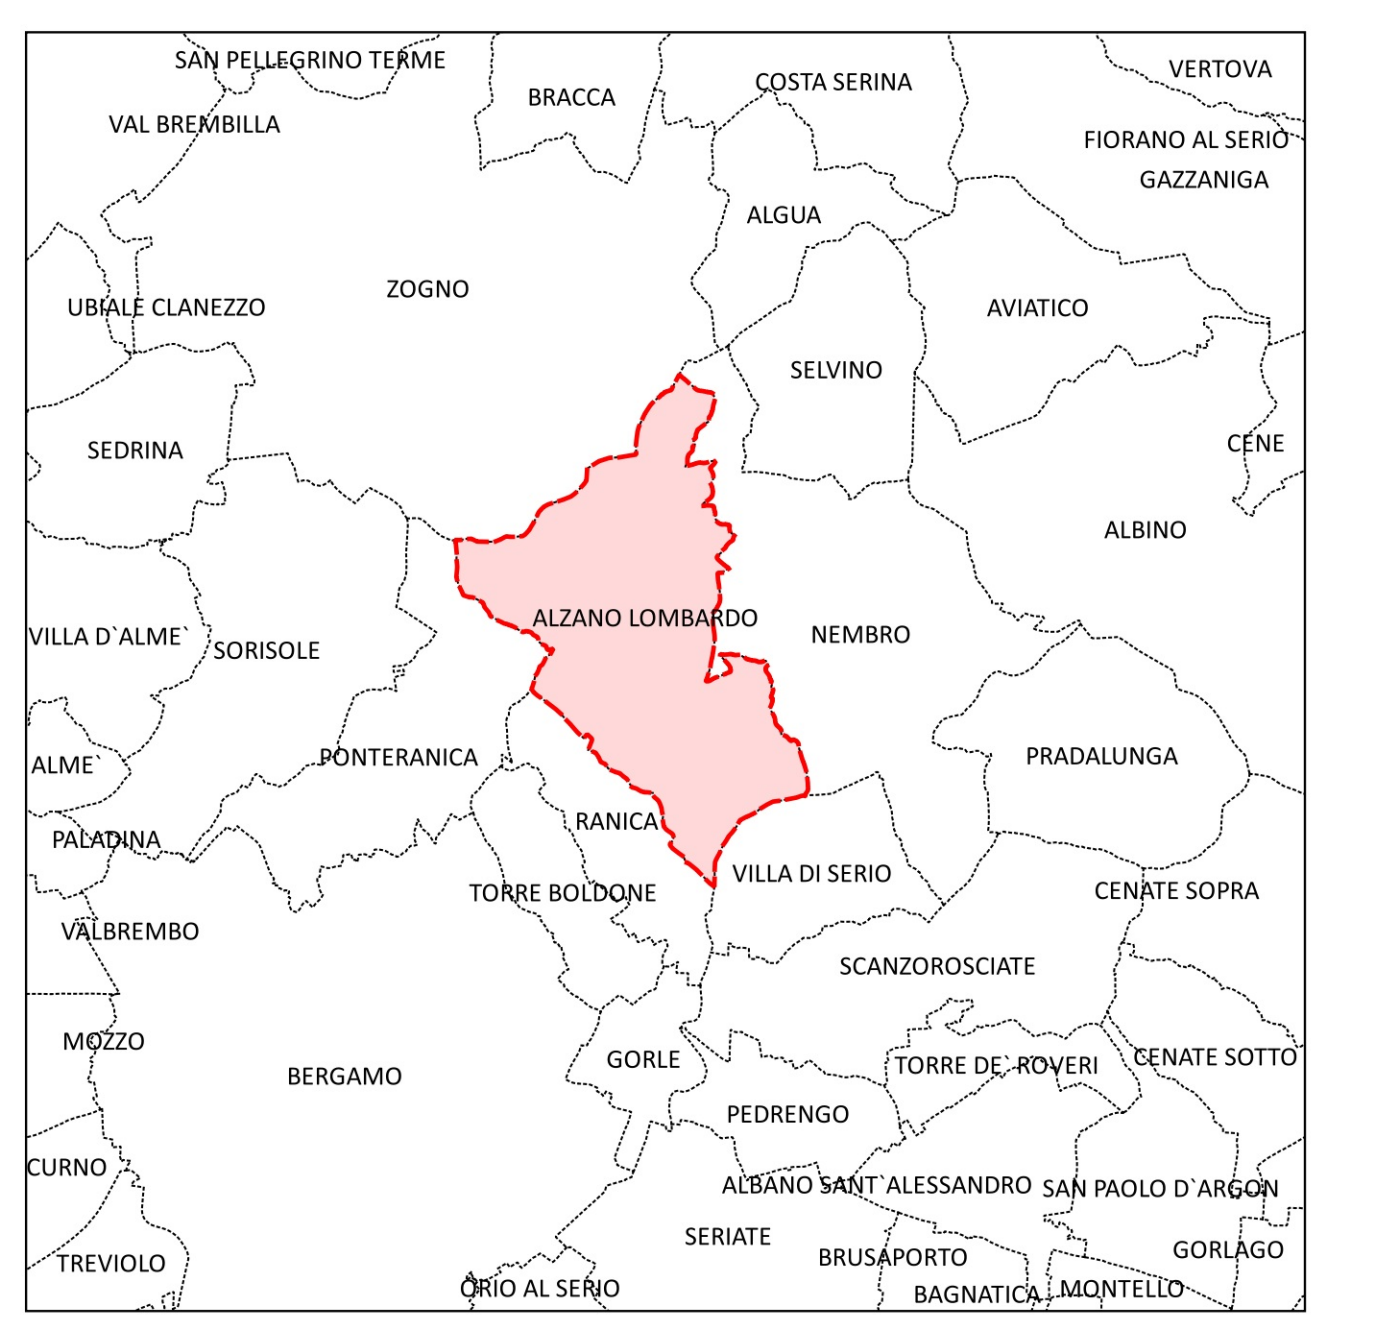 SAN PELLEGRINO TERME
VERTOVA
COSTA SERINA
BRACCA
VAL BREMBILLA
FIORANO AL SERIO
GAZZANIGA
ALGUA
ZOGNO
UBIALE CLANEZZO
AVIATICO
SELVINO
SEDRINA
CENE
ALBINO
ALZANO LOMBARDO
NEMBRO
VILLA D`ALME`
SORISOLE
PONTERANICA
PRADALUNGA
ALME`
RANICA
PALADINA
VILLA DI SERIO
TORRE BOLDONE
CENATE SOPRA
VALBREMBO
SCANZOROSCIATE
MOZZO
GORLE
TORRE DE` ROVERI
CENATE SOTTO
BERGAMO
PEDRENGO
CURNO
ALBANO SANT`ALESSANDRO
SAN PAOLO D`ARGON
SERIATE
BRUSAPORTO
GORLAGO
TREVIOLO
ORIO AL SERIO
BAGNATICA
MONTELLO